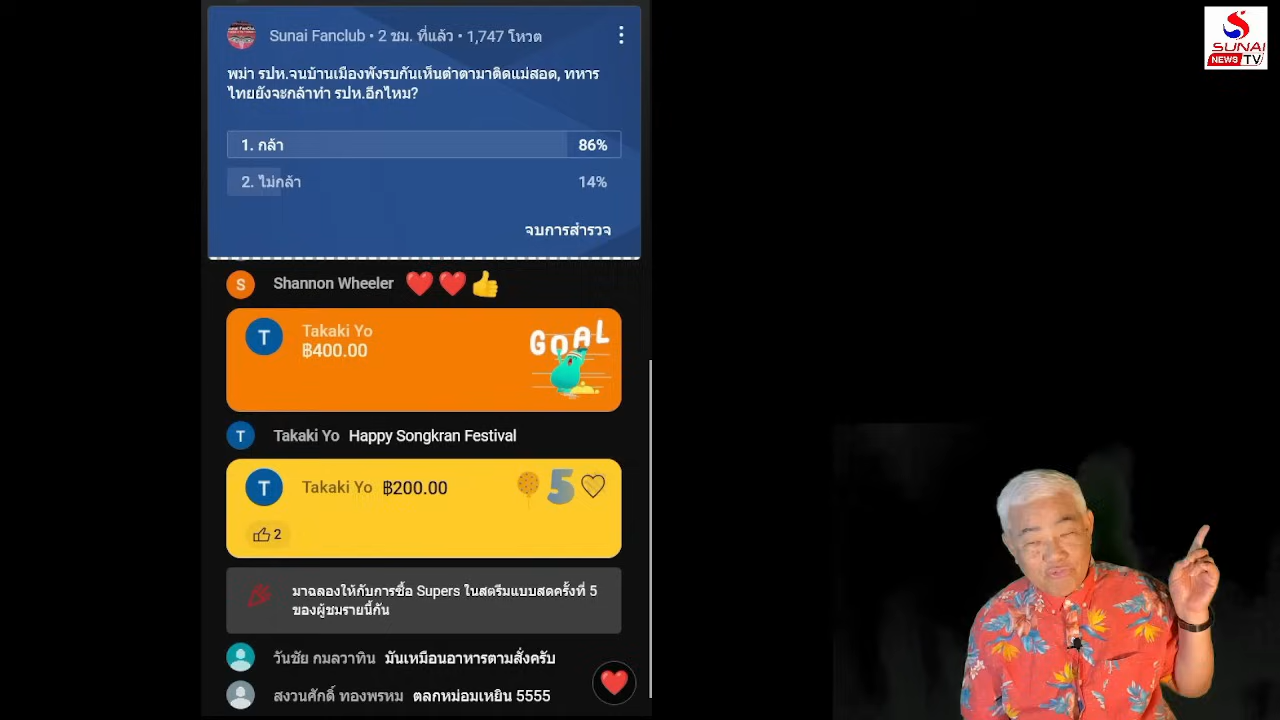 Sunai Fanclub • 2 ชม. ที่แล้ว • 1,747 โหวต
พม่า รปห.จนบ้านเมืองพังรบกันเห็นตำตามาติดแม่สอด, ทหาร
ไทยยังจะกล้าทำ รปห.อีกไหม?
1. กล้า 86%
2. ไม่กล้า 14%
จบการสำรวจ
S Shannon Wheeler
T Takaki Yo
฿400.00
GOAL
T Takaki Yo Happy Songkran Festival
T Takaki Yo ฿200.00 5
2
มาฉลองให้กับการซื้อ Supers ในสตรีมแบบสดครั้งที่ 5
ของผู้ชมรายนี้กัน
วันชัย กมลวาทิน มันเหมือนอาหารตามสั่งครับ
สงวนศักดิ์ ทองพรหม ตลกหม่อมเหยิน 5555
SUNAI
NEWS TV